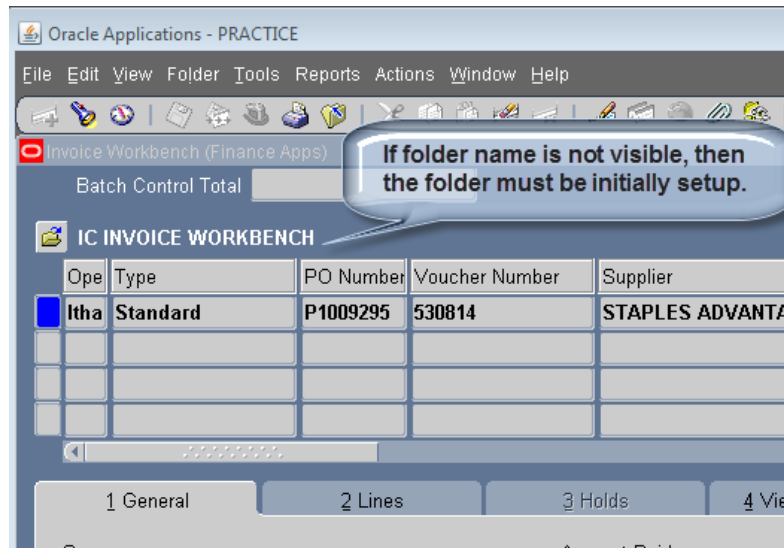 Oracle Applications - PRACTICE
File Edit View Folder Tools Reports Actions Window Help
Invoice Workbench (Finance Apps)
If folder name is not visible, then
the folder must be initially setup.
Batch Control Total
IC INVOICE WORKBENCH
Ope Type PO Number Voucher Number Supplier
Itha Standard P1009295 530814 STAPLES ADVANTA
1 General 2 Lines 3 Holds 4 Vie